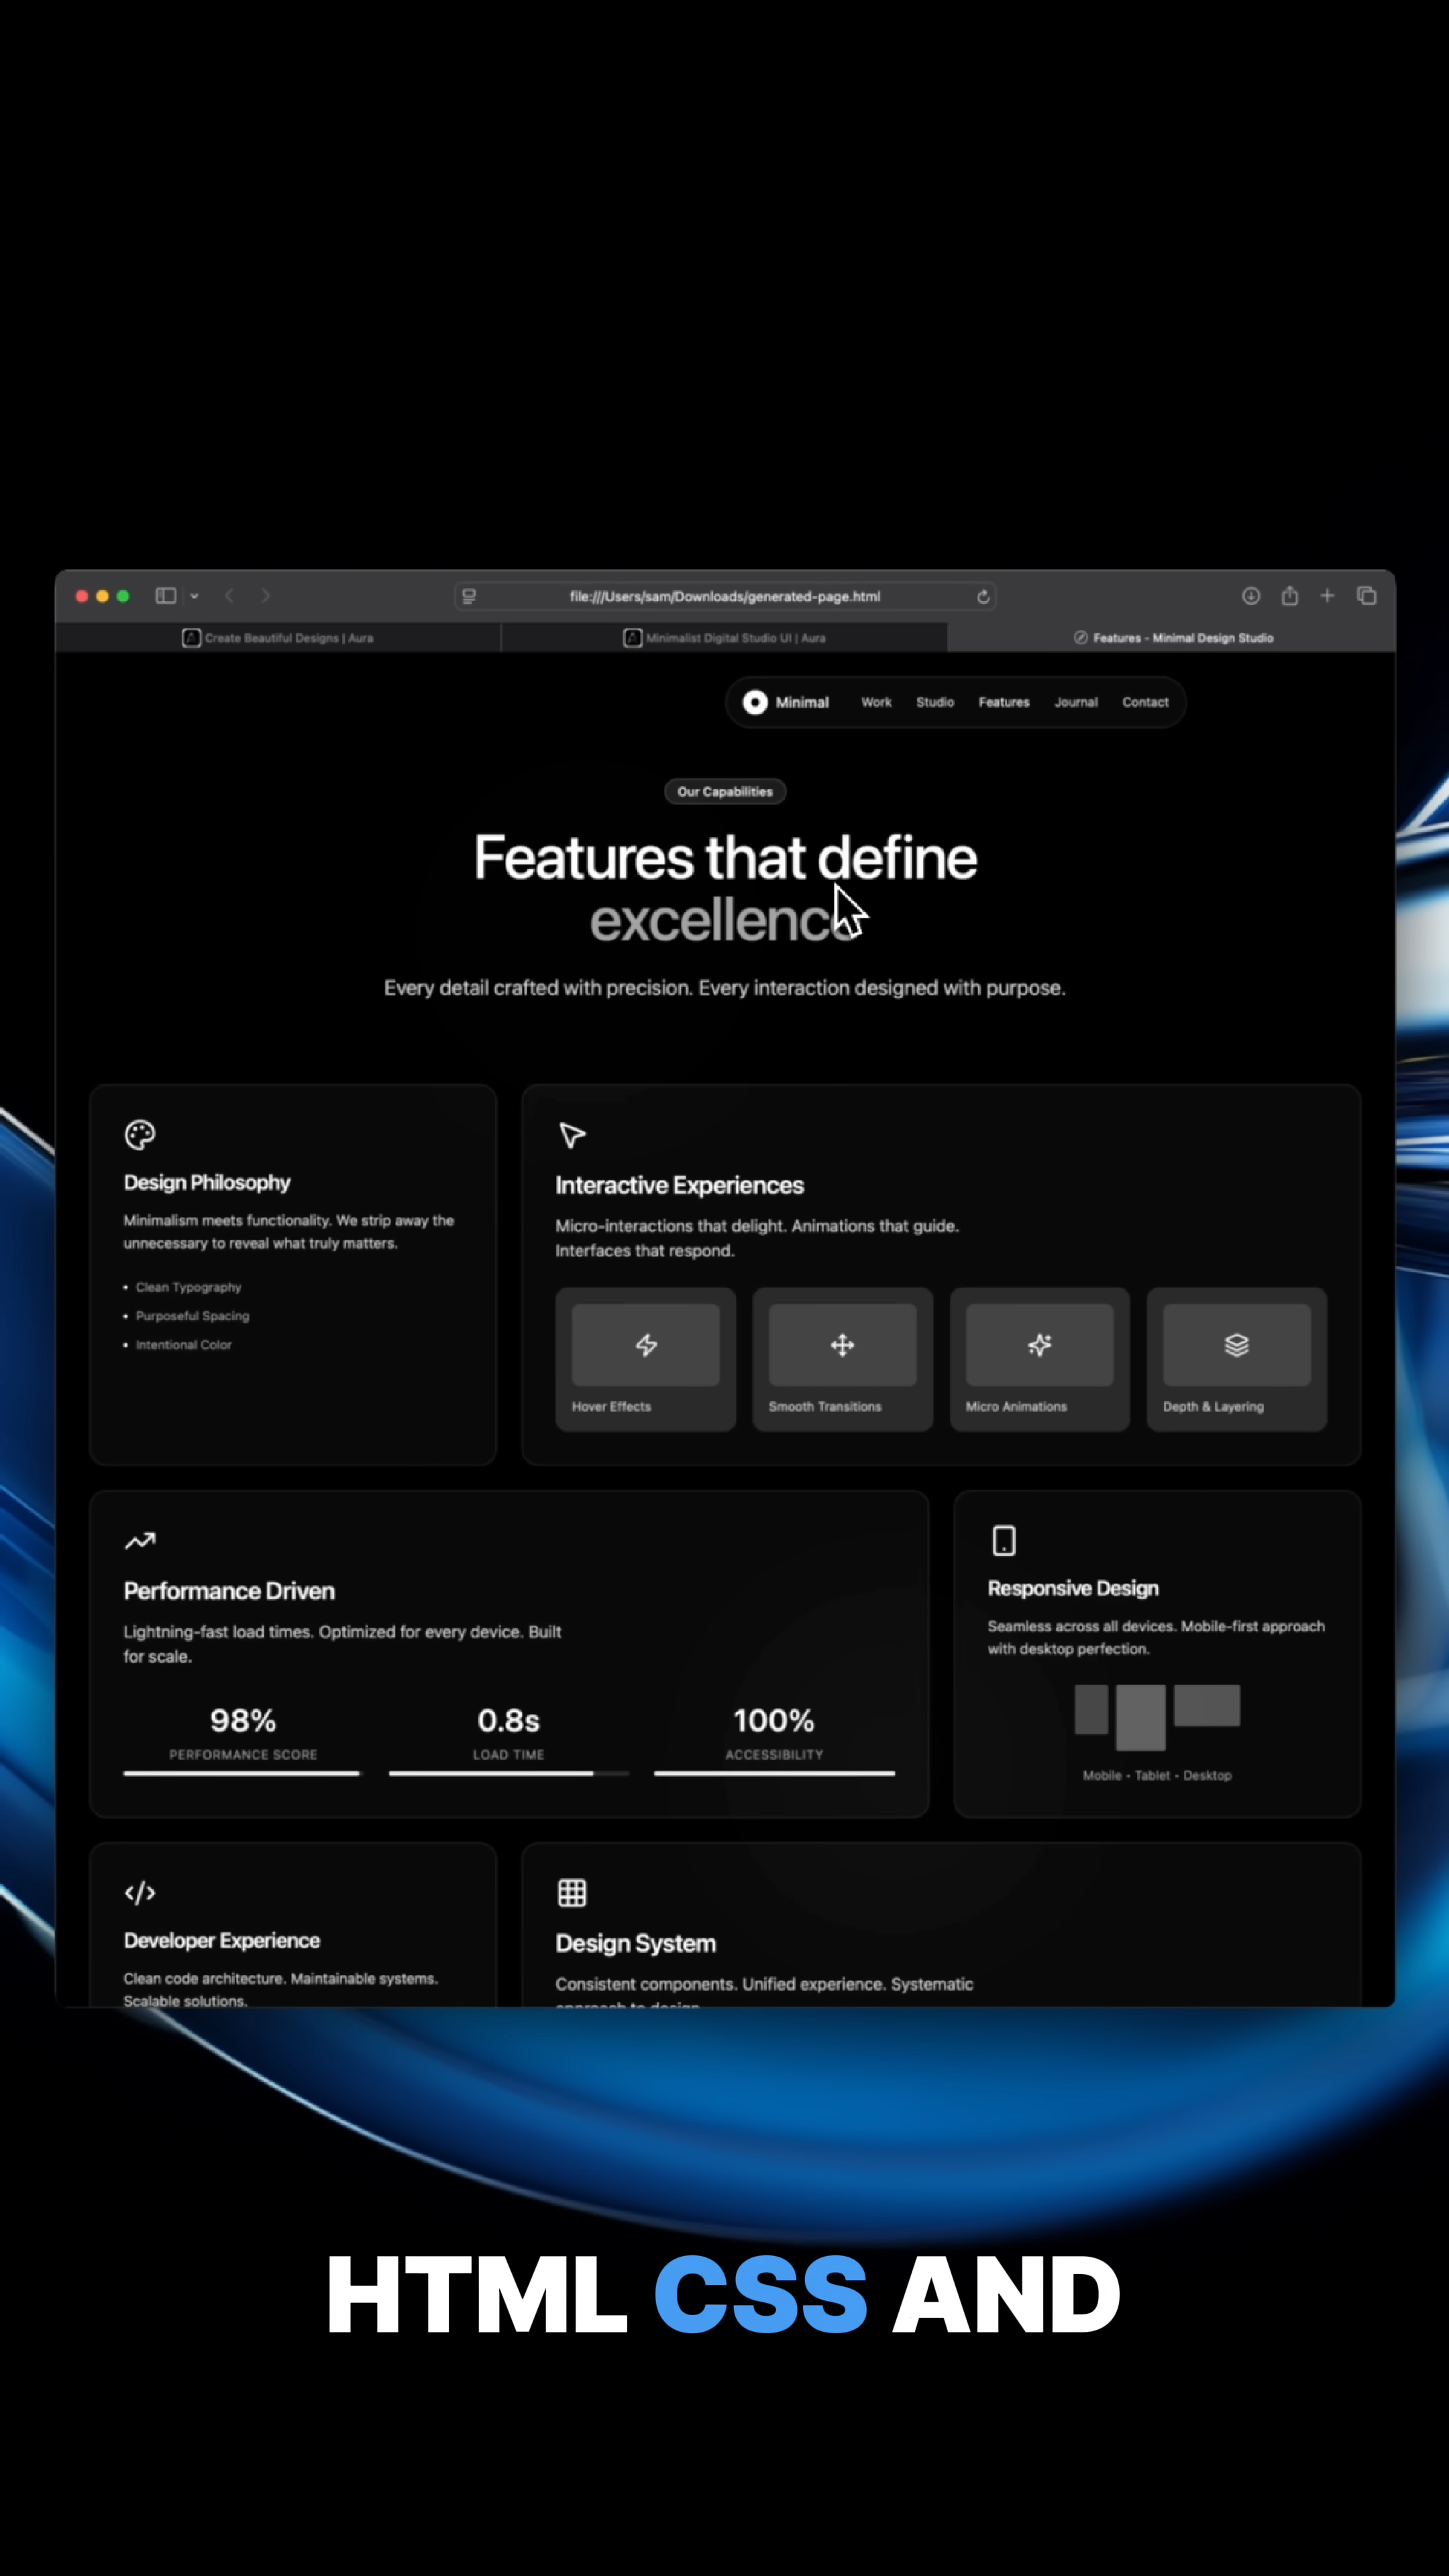 file:///Users/sam/Downloads/generated-page.html
Create Beautiful Designs | Aura
Minimalist Digital Studio UI | Aura
Features - Minimal Design Studio
Minimal
Work
Studio
Features
Journal
Contact
Our Capabilities
Features that define
excellence
Every detail crafted with precision. Every interaction designed with purpose.
Design Philosophy
Minimalism meets functionality. We strip away the
unnecessary to reveal what truly matters.
• Clean Typography
• Purposeful Spacing
• Intentional Color
Interactive Experiences
Micro-interactions that delight. Animations that guide.
Interfaces that respond.
Hover Effects
Smooth Transitions
Micro Animations
Depth & Layering
Performance Driven
Lightning-fast load times. Optimized for every device. Built
for scale.
98%
PERFORMANCE SCORE
0.8s
LOAD TIME
100%
ACCESSIBILITY
Responsive Design
Seamless across all devices. Mobile-first approach
with desktop perfection.
Mobile • Tablet • Desktop
Developer Experience
Clean code architecture. Maintainable systems.
Scalable solutions.
Design System
Consistent components. Unified experience. Systematic
approach to design.
HTML CSS AND